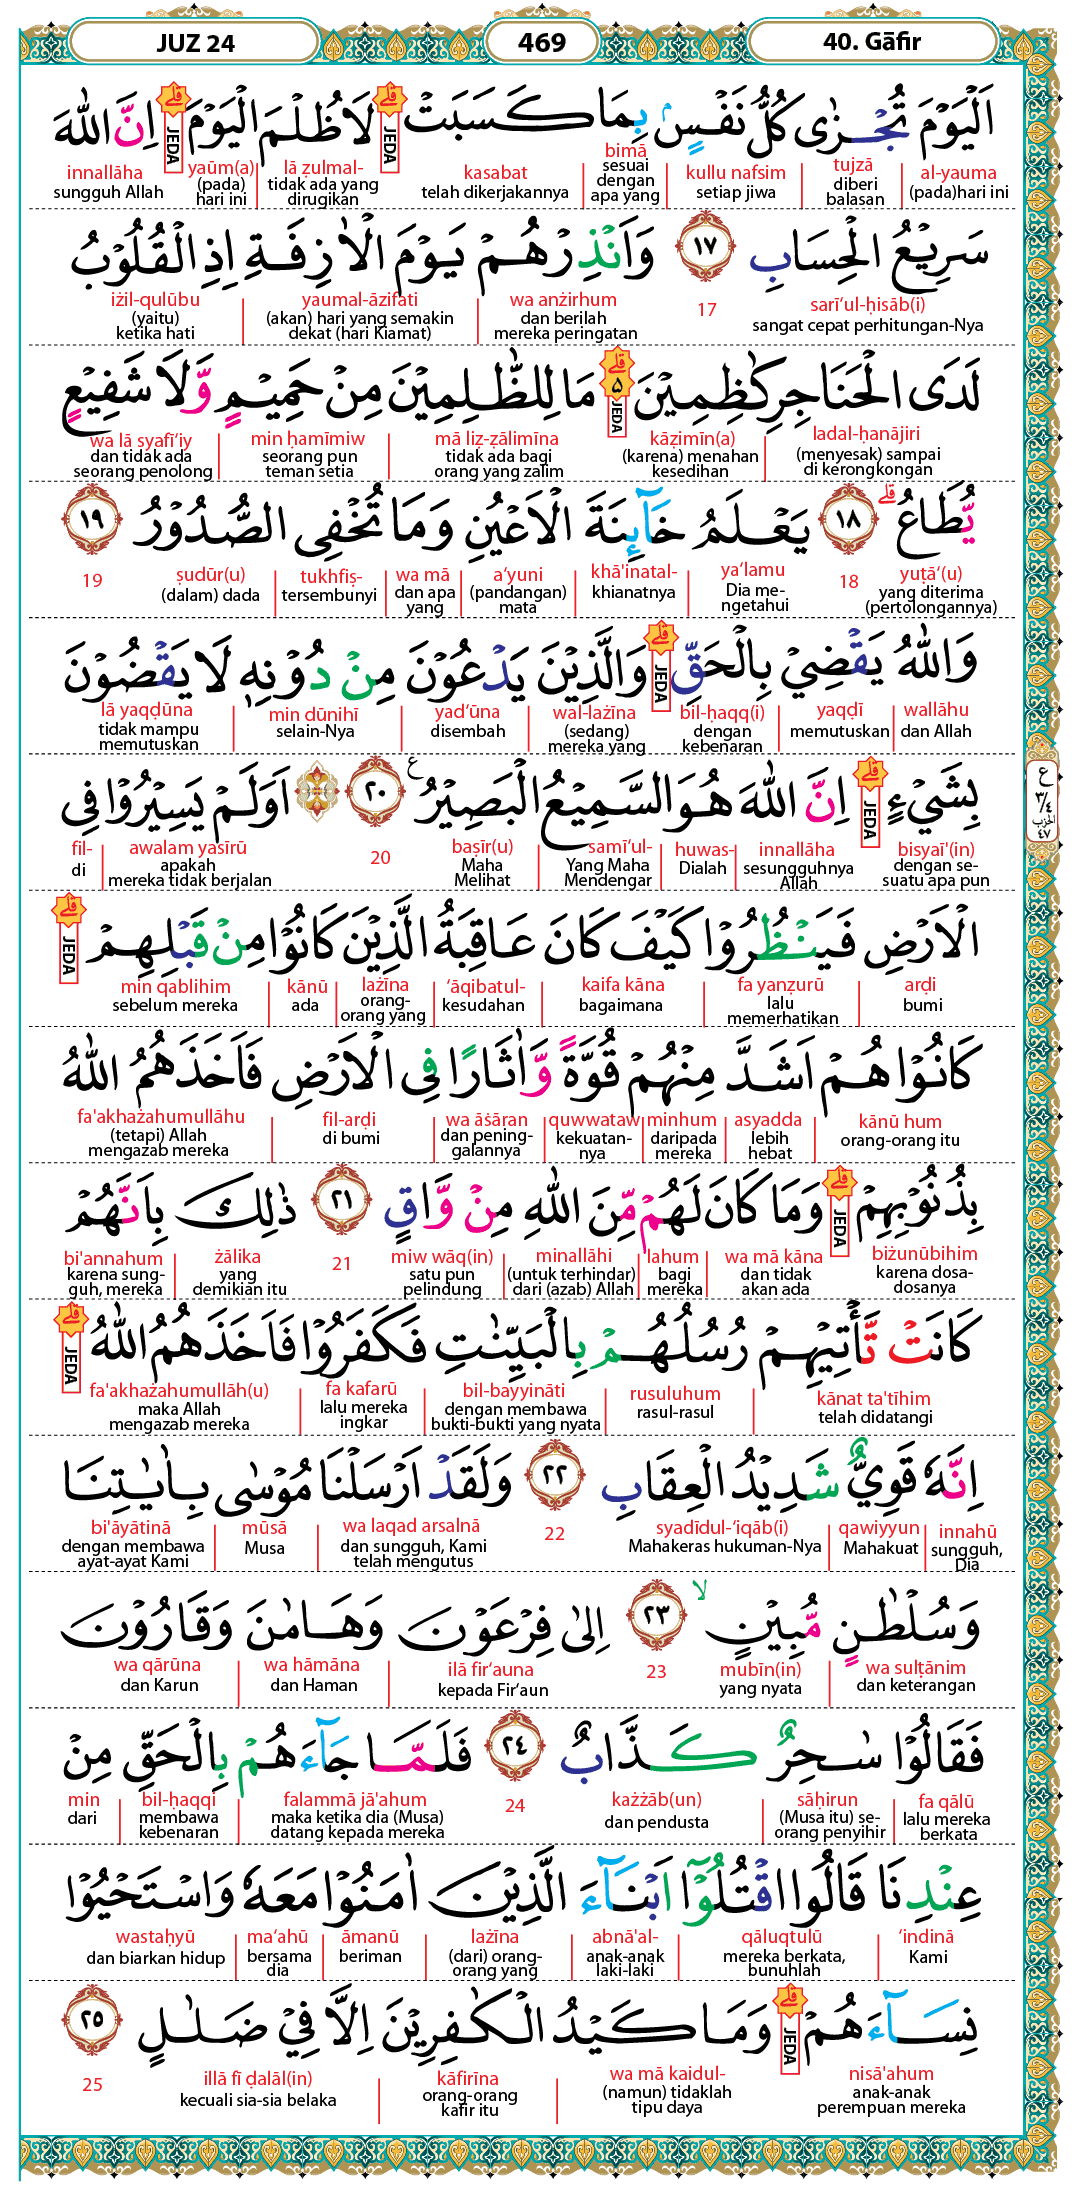 JUZ 24
469
40. Gāfir
اَلْيَوْمَ تُجْزٰى كُلُّ نَفْسٍۢ بِمَا كَسَبَتْ ۗ لَا ظُلْمَ الْيَوْمَ ۗ اِنَّ اللّٰهَ
JEDA JEDA
al-yauma tujzā kullu nafsim bimā kasabat lā ẓulmal- yaūm(a) innallāha
(pada)hari ini diberi balasan setiap jiwa sesuai dengan apa yang telah dikerjakannya tidak ada yang dirugikan (pada) hari ini sungguh Allah
سَرِيْعُ الْحِسَابِ ١٧ وَاَنْذِرْهُمْ يَوْمَ الْاٰزِفَةِ اِذِ الْقُلُوْبُ
sarī‘ul-ḥisāb(i) 17 wa anżirhum yaumal-āzifati iżil-qulūbu
sangat cepat perhitungan-Nya dan berilah mereka peringatan (akan) hari yang semakin dekat (hari Kiamat) (yaitu) ketika hati
لَدَى الْحَنَاجِرِ كٰظِمِيْنَ ۗ ە مَا لِلظّٰلِمِيْنَ مِنْ حَمِيْمٍ وَّلَا شَفِيْعٍ
JEDA
ladal-ḥanājiri kāẓimīn(a) mā liẓ-ẓālimīna min ḥamīmiw wa lā syafī‘iy
(menyesak) sampai di kerongkongan (karena) menahan kesedihan tidak ada bagi orang yang zalim seorang pun teman setia dan tidak ada seorang penolong
يُّطَاعُ ۗ ١٨ يَعْلَمُ خَاۤىِٕنَةَ الْاَعْيُنِ وَمَا تُخْفِى الصُّدُوْرُ ١٩
yuṭā‘(u) 18 ya‘lamu khā'inatal- a‘yuni wa mā tukhfiṣ- ṣudūr(u) 19
yang diterima (pertolongannya) Dia mengetahui khianatnya (pandangan) mata dan apa yang tersembunyi (dalam) dada
وَاللّٰهُ يَقْضِيْ بِالْحَقِّ ۗ وَالَّذِيْنَ يَدْعُوْنَ مِنْ دُوْنِهٖ لَا يَقْضُوْنَ
JEDA
wallāhu yaqḍī bil-ḥaqq(i) wal-lażīna yad‘ūna min dūnihī lā yaqḍūna
dan Allah memutuskan dengan kebenaran (sedang) mereka yang disembah selain-Nya tidak mampu memutuskan
بِشَيْءٍ ۗ اِنَّ اللّٰهَ هُوَ السَّمِيْعُ الْبَصِيْرُ ٢٠ ع اَوَلَمْ يَسِيْرُوْا فِى
JEDA
bisyaī'(in) innallāha huwas- samī‘ul- baṣīr(u) 20 awalam yasīrū fil-
dengan sesuatu apa pun sesungguhnya Allah Dialah Yang Maha Mendengar Maha Melihat apakah mereka tidak berjalan di
ع ٣/٤ الحزب ٤٧
الْاَرْضِ فَيَنْظُرُوْا كَيْفَ كَانَ عَاقِبَةُ الَّذِيْنَ كَانُوْا مِنْ قَبْلِهِمْ ۗ
JEDA
arḍi fa yanẓurū kaifa kāna ‘āqibatul- lażīna kānū min qablihim
bumi lalu memerhatikan bagaimana kesudahan orang-orang yang ada sebelum mereka
كَانُوْا هُمْ اَشَدَّ مِنْهُمْ قُوَّةً وَّاٰثَارًا فِى الْاَرْضِ فَاَخَذَهُمُ اللّٰهُ
kānū hum asyadda minhum quwwataw wa āṡāran fil-arḍi fa'akhażahumullāhu
orang-orang itu lebih hebat daripada mereka kekuatannya dan peninggalannya di bumi (tetapi) Allah mengazab mereka
بِذُنُوْبِهِمْ ۗ وَمَا كَانَ لَهُمْ مِّنَ اللّٰهِ مِنْ وَّاقٍ ٢١ ذٰلِكَ بِاَنَّهُمْ
JEDA
biżunūbihim wa mā kāna lahum minallāhi miw wāq(in) 21 żālika bi'annahum
karena dosa-dosanya dan tidak akan ada bagi mereka (untuk terhindar) dari (azab) Allah satu pun pelindung yang demikian itu karena sungguh, mereka
كَانَتْ تَّأْتِيْهِمْ رُسُلُهُمْ بِالْبَيِّنٰتِ فَكَفَرُوْا فَاَخَذَهُمُ اللّٰهُ ۗ
JEDA
kānat ta'tīhim rusuluhum bil-bayyināti fa kafarū fa'akhażahumullāh(u)
telah didatangi rasul-rasul dengan membawa bukti-bukti yang nyata lalu mereka ingkar maka Allah mengazab mereka
اِنَّهٗ قَوِيٌّ شَدِيْدُ الْعِقَابِ ٢٢ وَلَقَدْ اَرْسَلْنَا مُوْسٰى بِاٰيٰتِنَا
innahū qawiyyun syadīdul-‘iqāb(i) 22 wa laqad arsalnā mūsā bi'āyātinā
sungguh, Dia Mahakuat Mahakeras hukuman-Nya dan sungguh, Kami telah mengutus Musa dengan membawa ayat-ayat Kami
وَسُلْطٰنٍ مُّبِيْنٍ ۙ ٢٣ اِلٰى فِرْعَوْنَ وَهَامٰنَ وَقَارُوْنَ
wa sulṭānim mubīn(in) 23 ilā fir‘auna wa hāmāna wa qārūna
dan keterangan yang nyata kepada Fir‘aun dan Haman dan Karun
فَقَالُوْا سٰحِرٌ كَذَّابٌ ٢٤ فَلَمَّا جَاۤءَهُمْ بِالْحَقِّ مِنْ
fa qālū sāḥirun każżāb(un) 24 falammā jā'ahum bil-ḥaqqi min
lalu mereka berkata (Musa itu) seorang penyihir dan pendusta maka ketika dia (Musa) datang kepada mereka membawa kebenaran dari
عِنْدِنَا قَالُوا اقْتُلُوْٓا اَبْنَاۤءَ الَّذِيْنَ اٰمَنُوْا مَعَهٗ وَاسْتَحْيُوْا
‘indinā qāluqtulū abnā'al- lażīna āmanū ma‘ahū wastaḥyū
Kami mereka berkata, bunuhlah anak-anak laki-laki (dari) orang-orang yang beriman bersama dia dan biarkan hidup
نِسَاۤءَهُمْ ۗ وَمَا كَيْدُ الْكٰفِرِيْنَ اِلَّا فِيْ ضَلٰلٍ ٢٥
JEDA
nisā'ahum wa mā kaidul- kāfirīna illā fī ḍalāl(in) 25
anak-anak perempuan mereka (namun) tidaklah tipu daya orang-orang kafir itu kecuali sia-sia belaka